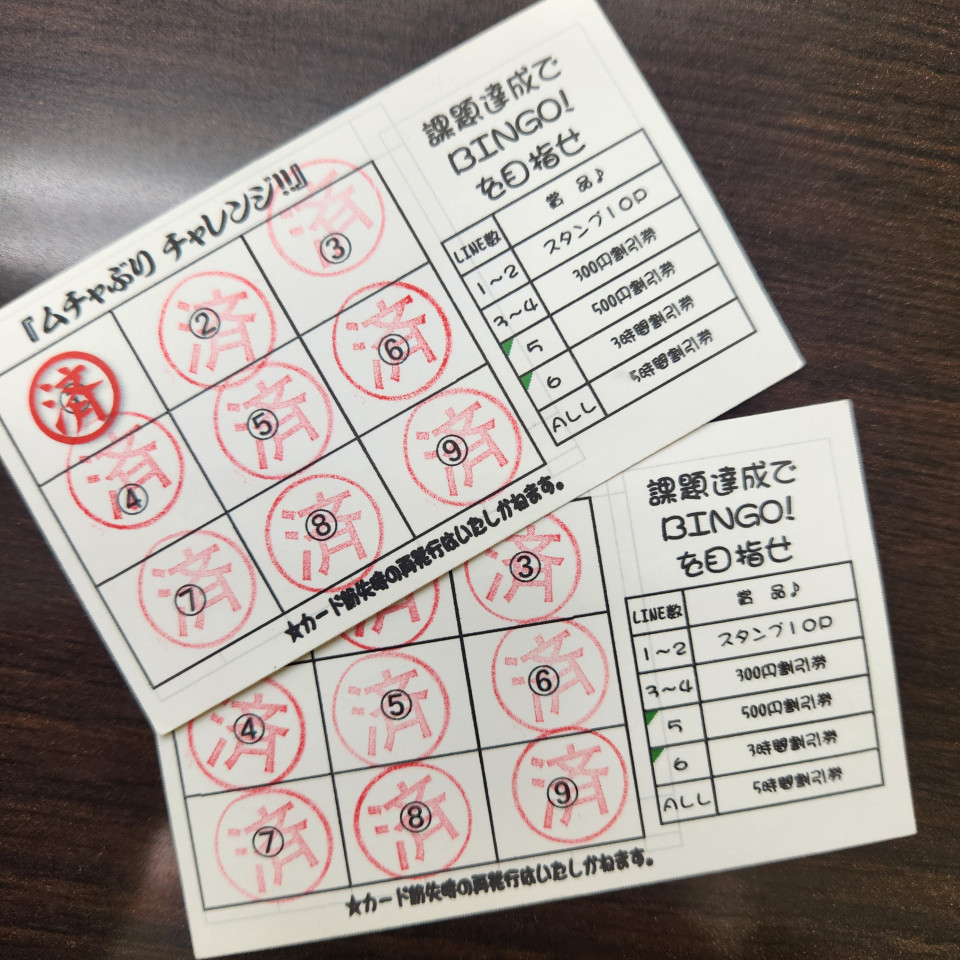 『ムチャぶり チャレンジ!!』
済 済② 済③
済④ 済⑤ 済⑥
済⑦ 済⑧ 済⑨
★カード紛失時の再発行はいたしかねます。
課題達成で
BINGO!
を目指せ
LINE数 賞 品♪
1～2 スタンプ10P
3～4 300円割引券
5 500円割引券
6 3時間割引券
ALL 5時間割引券
済③
済④ 済⑤ 済⑥
済⑦ 済⑧ 済⑨
★カード紛失時の再発行はいたしかねます。
課題達成で
BINGO!
を目指せ
LINE数 賞 品♪
1～2 スタンプ10P
3～4 300円割引券
5 500円割引券
6 3時間割引券
ALL 5時間割引券